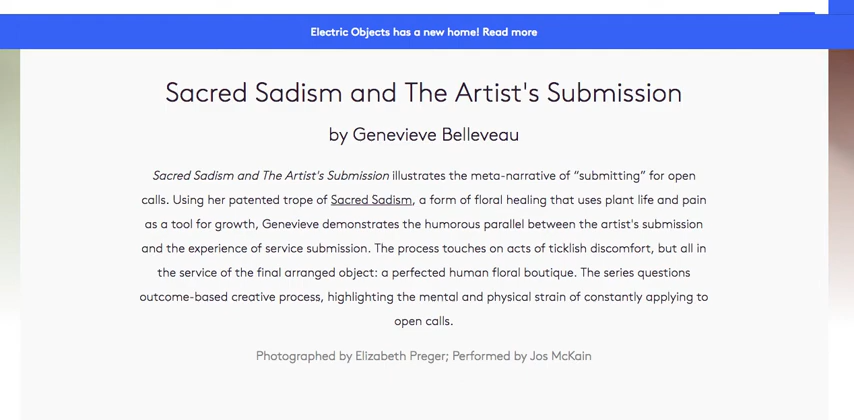 Electric Objects has a new home! Read more
Sacred Sadism and The Artist's Submission
by Genevieve Belleveau
Sacred Sadism and The Artist's Submission illustrates the meta-narrative of “submitting” for open
calls. Using her patented trope of Sacred Sadism, a form of floral healing that uses plant life and pain
as a tool for growth, Genevieve demonstrates the humorous parallel between the artist's submission
and the experience of service submission. The process touches on acts of ticklish discomfort, but all in
the service of the final arranged object: a perfected human floral boutique. The series questions
outcome-based creative process, highlighting the mental and physical strain of constantly applying to
open calls.
Photographed by Elizabeth Preger; Performed by Jos McKain